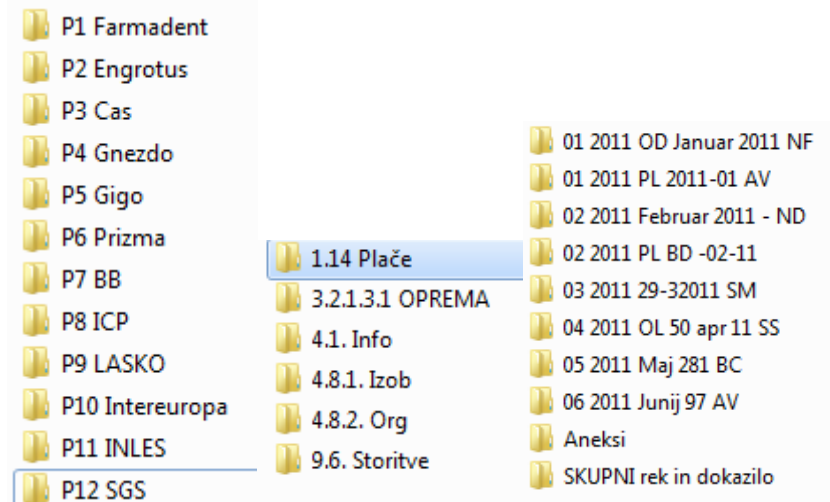 P1 Farmadent
P2 Engrotus
P3 Cas
P4 Gnezdo
P5 Gigo
P6 Prizma
P7 BB
P8 ICP
P9 LASKO
P10 Intereuropa
P11 INLES
P12 SGS
1.14 Plače
3.2.1.3.1 OPREMA
4.1. Info
4.8.1. Izob
4.8.2. Org
9.6. Storitve
01 2011 OD Januar 2011 NF
01 2011 PL 2011-01 AV
02 2011 Februar 2011 - ND
02 2011 PL BD -02-11
03 2011 29-32011 SM
04 2011 OL 50 apr 11 SS
05 2011 Maj 281 BC
06 2011 Junij 97 AV
Aneksi
SKUPNI rek in dokazilo